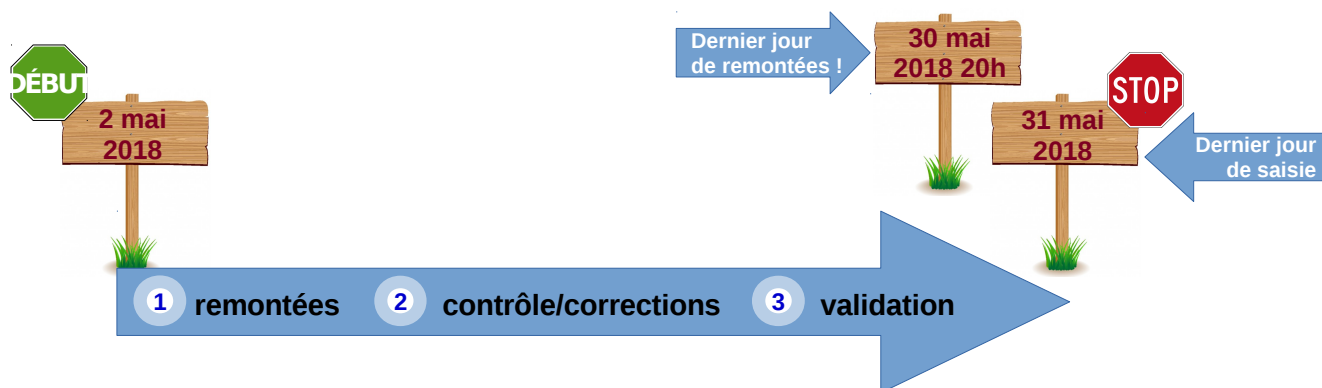 DÉBUT
2 mai
2018
Dernier jour
de remontées !
30 mai
2018 20h
STOP
31 mai
2018
Dernier jour
de saisie
1 remontées 2 contrôle/corrections 3 validation